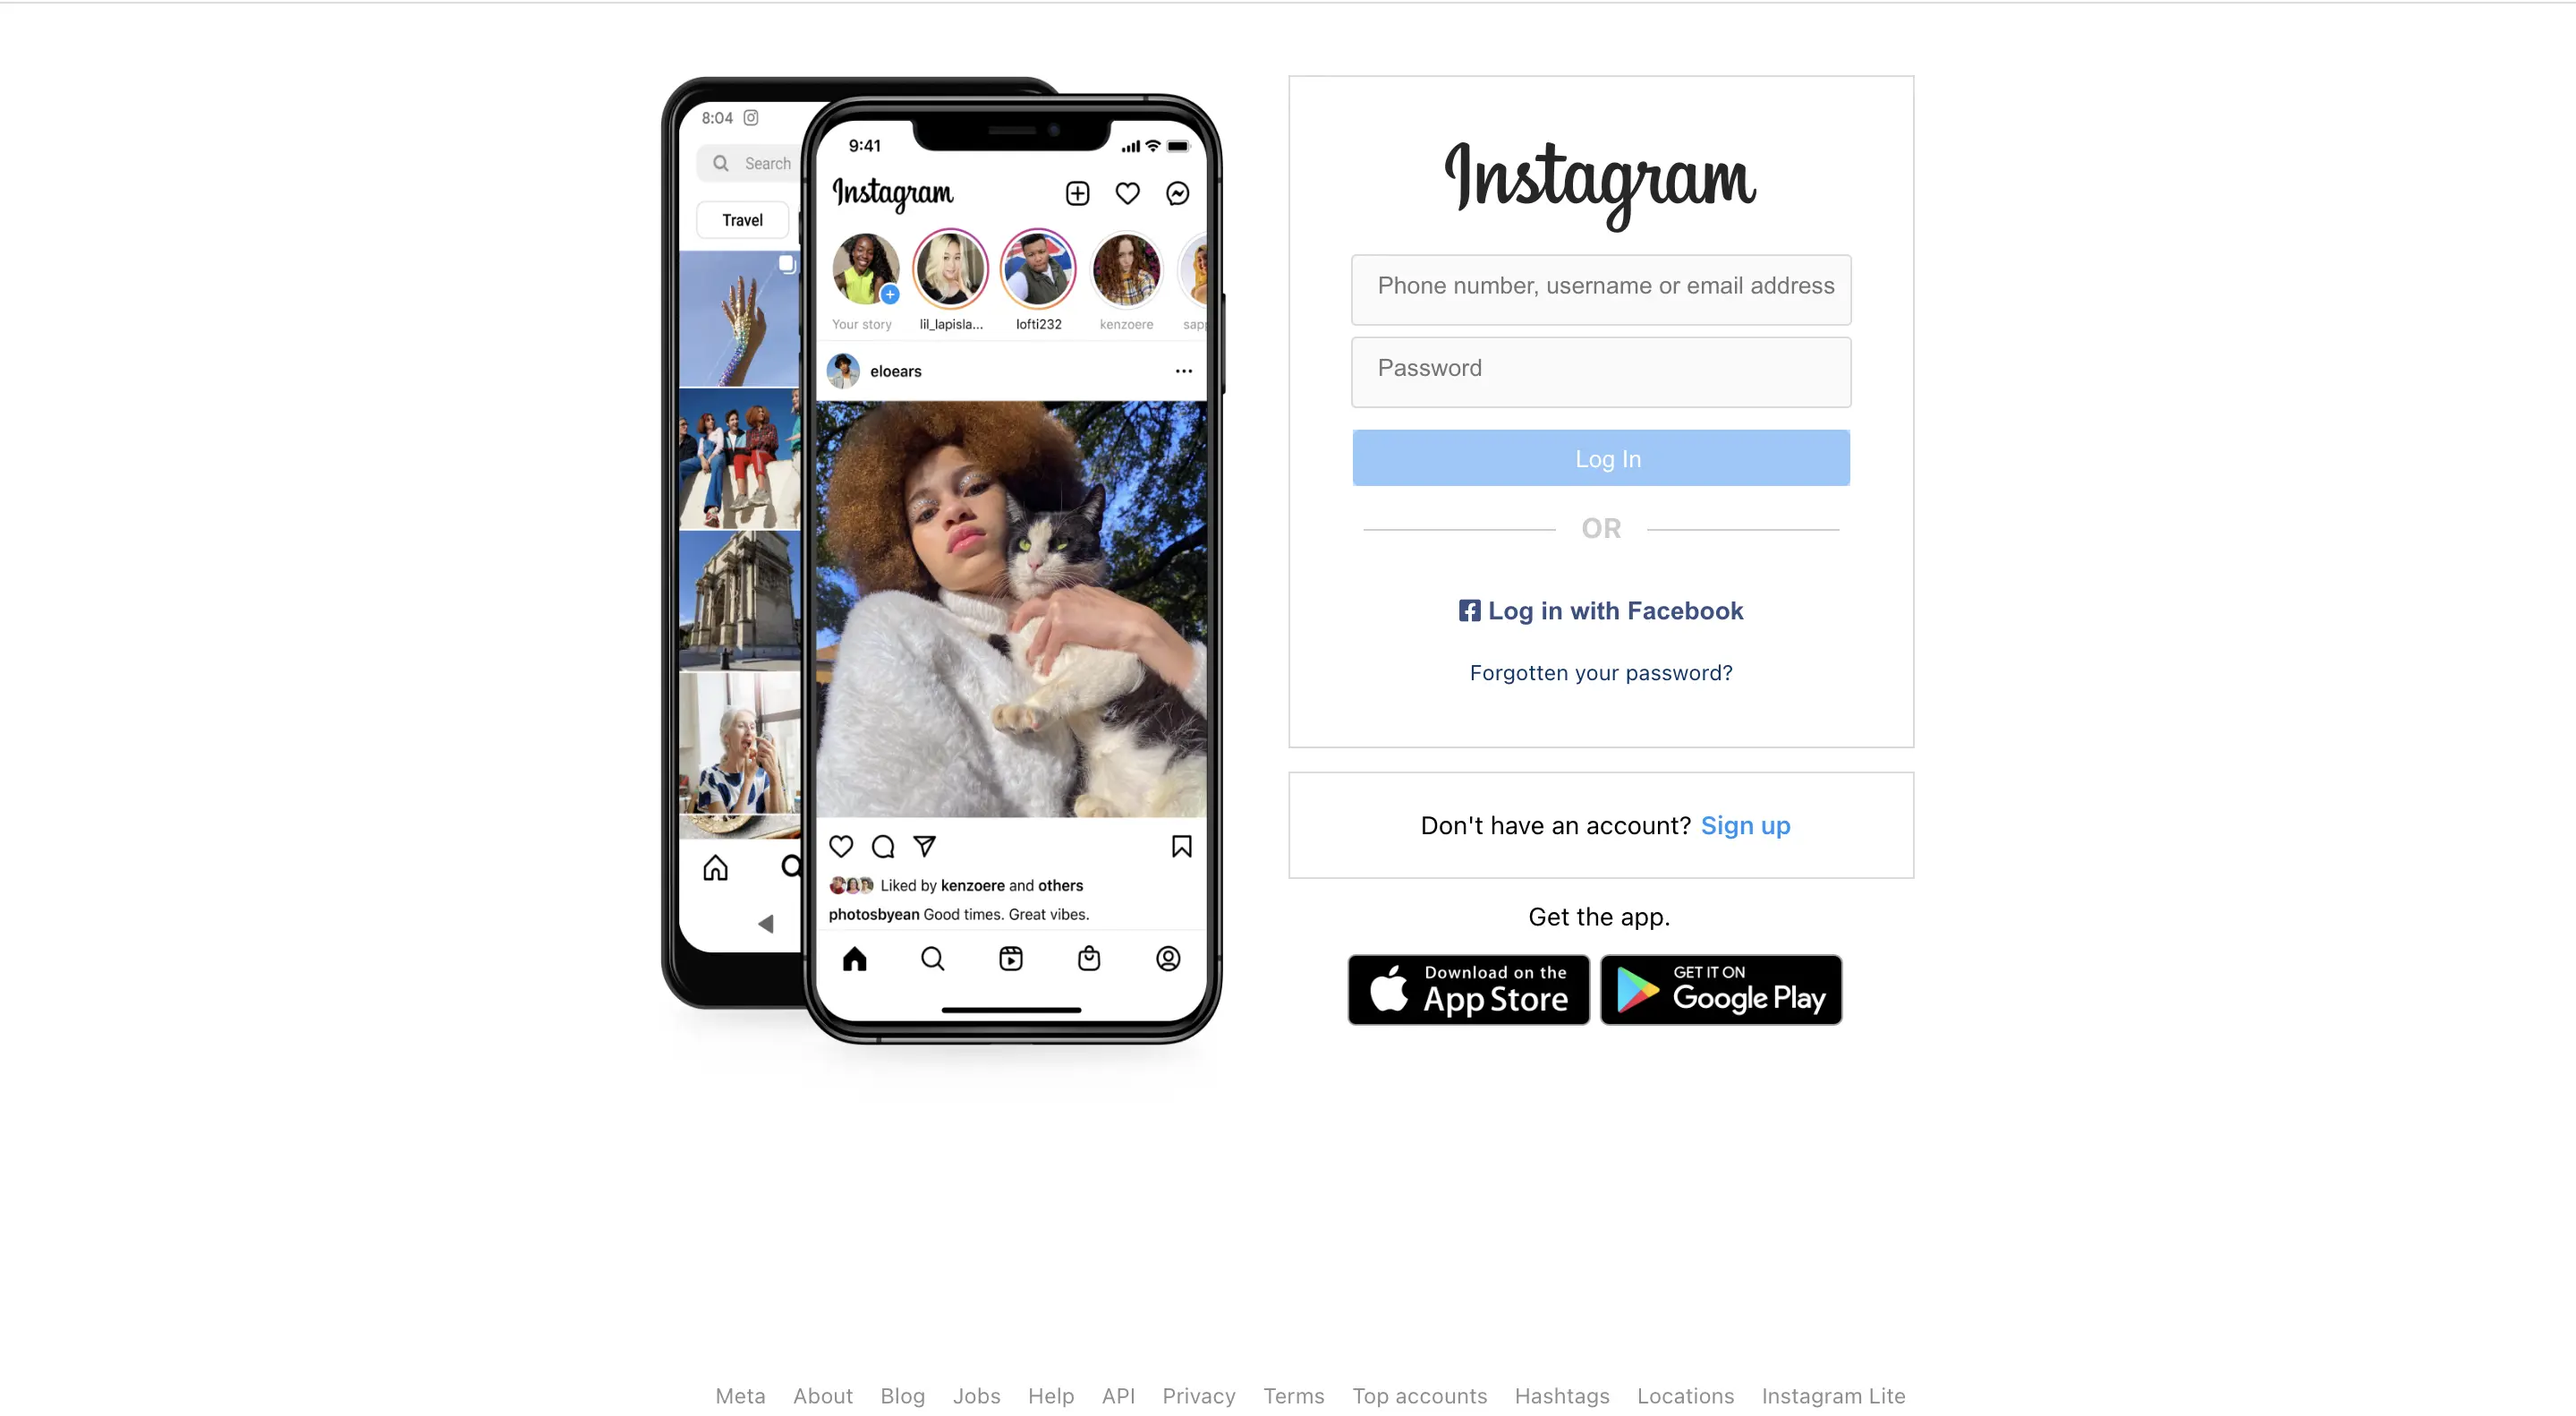 8:04
Search
Travel
9:41
Instagram
Your story
lil_lapisla...
lofti232
kenzoere
sapp
eloears
Liked by kenzoere and others
photosbyean Good times. Great vibes.
Instagram
Phone number, username or email address
Password
Log In
OR
Log in with Facebook
Forgotten your password?
Don't have an account? Sign up
Get the app.
Download on the
App Store
GET IT ON
Google Play
Meta About Blog Jobs Help API Privacy Terms Top accounts Hashtags Locations Instagram Lite